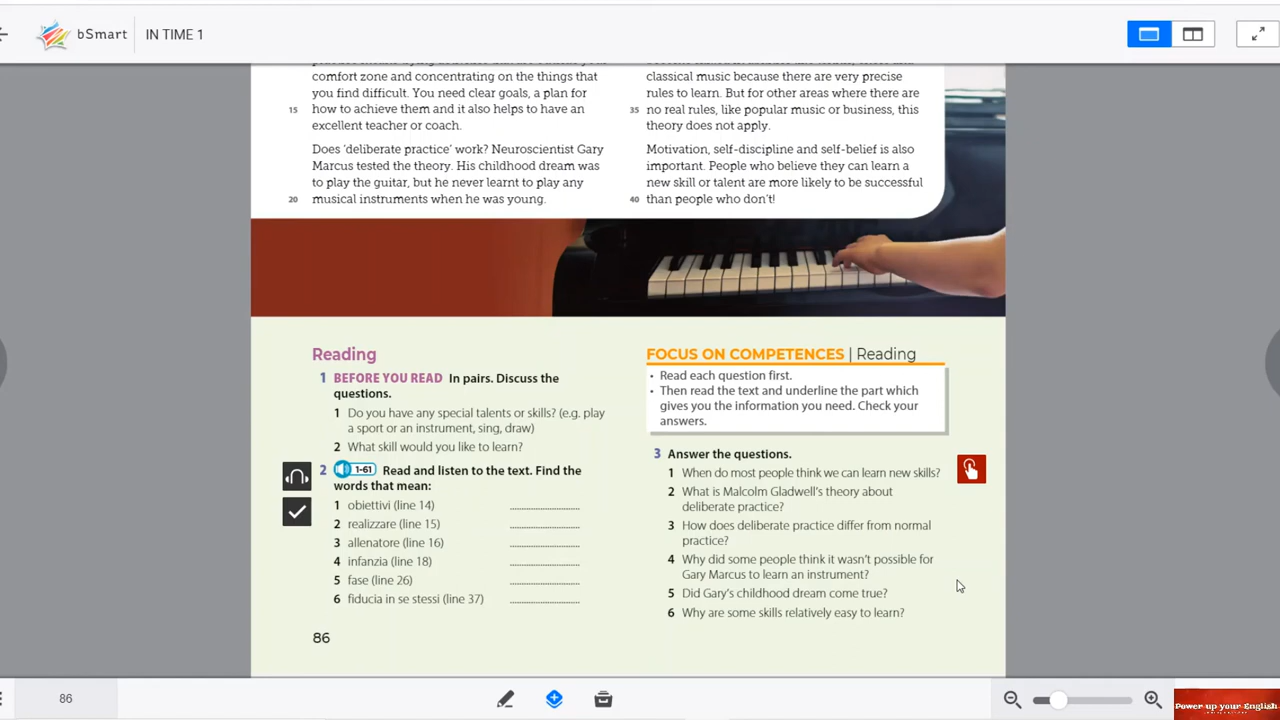 bSmart
IN TIME 1
comfort zone and concentrating on the things that
you find difficult. You need clear goals, a plan for
15 how to achieve them and it also helps to have an
excellent teacher or coach.
Does 'deliberate practice' work? Neuroscientist Gary
Marcus tested the theory. His childhood dream was
to play the guitar, but he never learnt to play any
20 musical instruments when he was young.
classical music because there are very precise
rules to learn. But for other areas where there are
35 no real rules, like popular music or business, this
theory does not apply.
Motivation, self-discipline and self-belief is also
important. People who believe they can learn a
new skill or talent are more likely to be successful
40 than people who don't!
Reading
1 BEFORE YOU READ In pairs. Discuss the
questions.
1 Do you have any special talents or skills? (e.g. play
a sport or an instrument, sing, draw)
2 What skill would you like to learn?
2 1-61 Read and listen to the text. Find the
words that mean:
1 obiettivi (line 14) ........................
2 realizzare (line 15) ........................
3 allenatore (line 16) ........................
4 infanzia (line 18) ........................
5 fase (line 26) ........................
6 fiducia in se stessi (line 37) ........................
86
FOCUS ON COMPETENCES | Reading
• Read each question first.
• Then read the text and underline the part which
gives you the information you need. Check your
answers.
3 Answer the questions.
1 When do most people think we can learn new skills?
2 What is Malcolm Gladwell's theory about
deliberate practice?
3 How does deliberate practice differ from normal
practice?
4 Why did some people think it wasn't possible for
Gary Marcus to learn an instrument?
5 Did Gary's childhood dream come true?
6 Why are some skills relatively easy to learn?
86
Power up your English